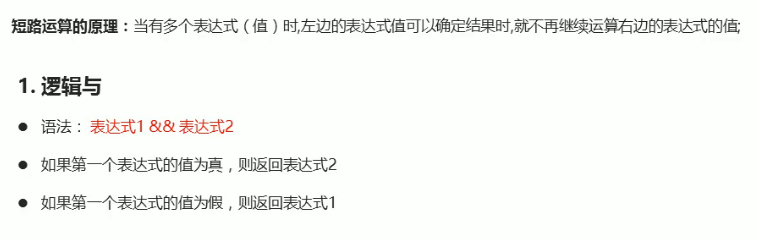 短路运算的原理：当有多个表达式（值）时,左边的表达式值可以确定结果时,就不再继续运算右边的表达式的值;
1. 逻辑与
● 语法： 表达式1 && 表达式2
● 如果第一个表达式的值为真，则返回表达式2
● 如果第一个表达式的值为假，则返回表达式1